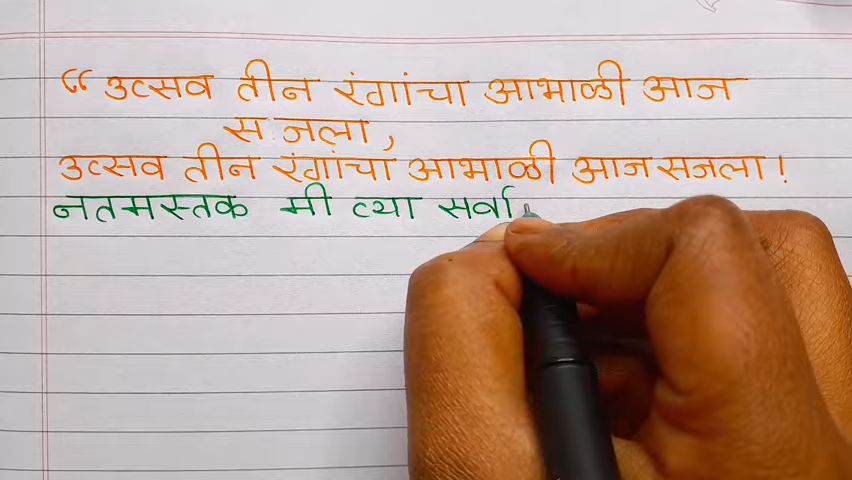 “उत्सव तीन रंगांचा आभाळी आज
सजला,
उत्सव तीन रंगांचा आभाळी आज सजला!
नतमस्तक मी त्या सर्वा